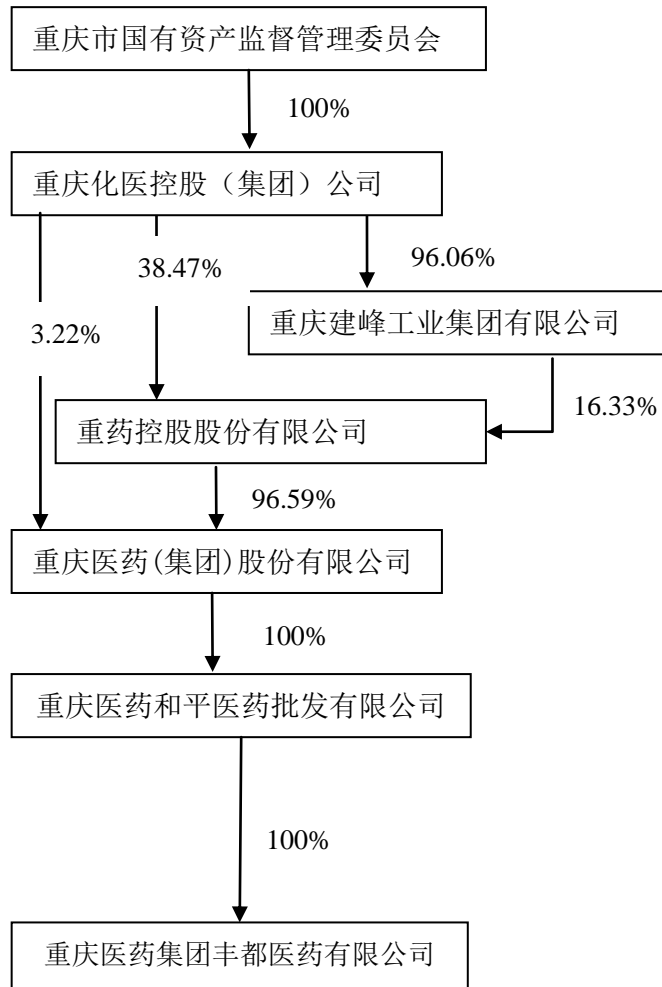 重庆市国有资产监督管理委员会
100%
重庆化医控股（集团）公司
38.47%
96.06%
3.22%
重庆建峰工业集团有限公司
16.33%
重药控股股份有限公司
96.59%
重庆医药(集团)股份有限公司
100%
重庆医药和平医药批发有限公司
100%
重庆医药集团丰都医药有限公司